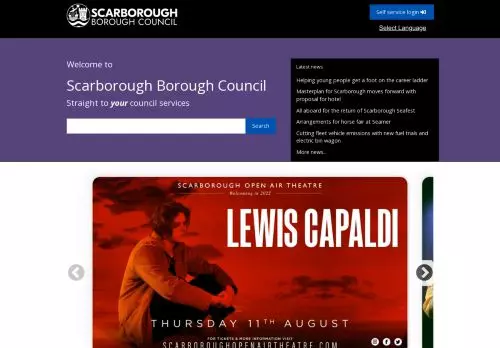 SCARBOROUGH
BOROUGH COUNCIL
Self service login
Select Language
Welcome to
Scarborough Borough Council
Straight to your council services
Search
Latest news
Helping young people get a foot on the career ladder
Masterplan for Scarborough moves forward with
proposal for hotel
All aboard for the return of Scarborough Seafest
Arrangements for horse fair at Seamer
Cutting fleet vehicle emissions with new fuel trials and
electric bin wagon
More news...
SCARBOROUGH OPEN AIR THEATRE
Welcoming in 2022
LEWIS CAPALDI
THURSDAY 11TH AUGUST
FOR TICKETS & MORE INFORMATION VISIT
SCARBOROUGHOPENAIRTHEATRE.COM